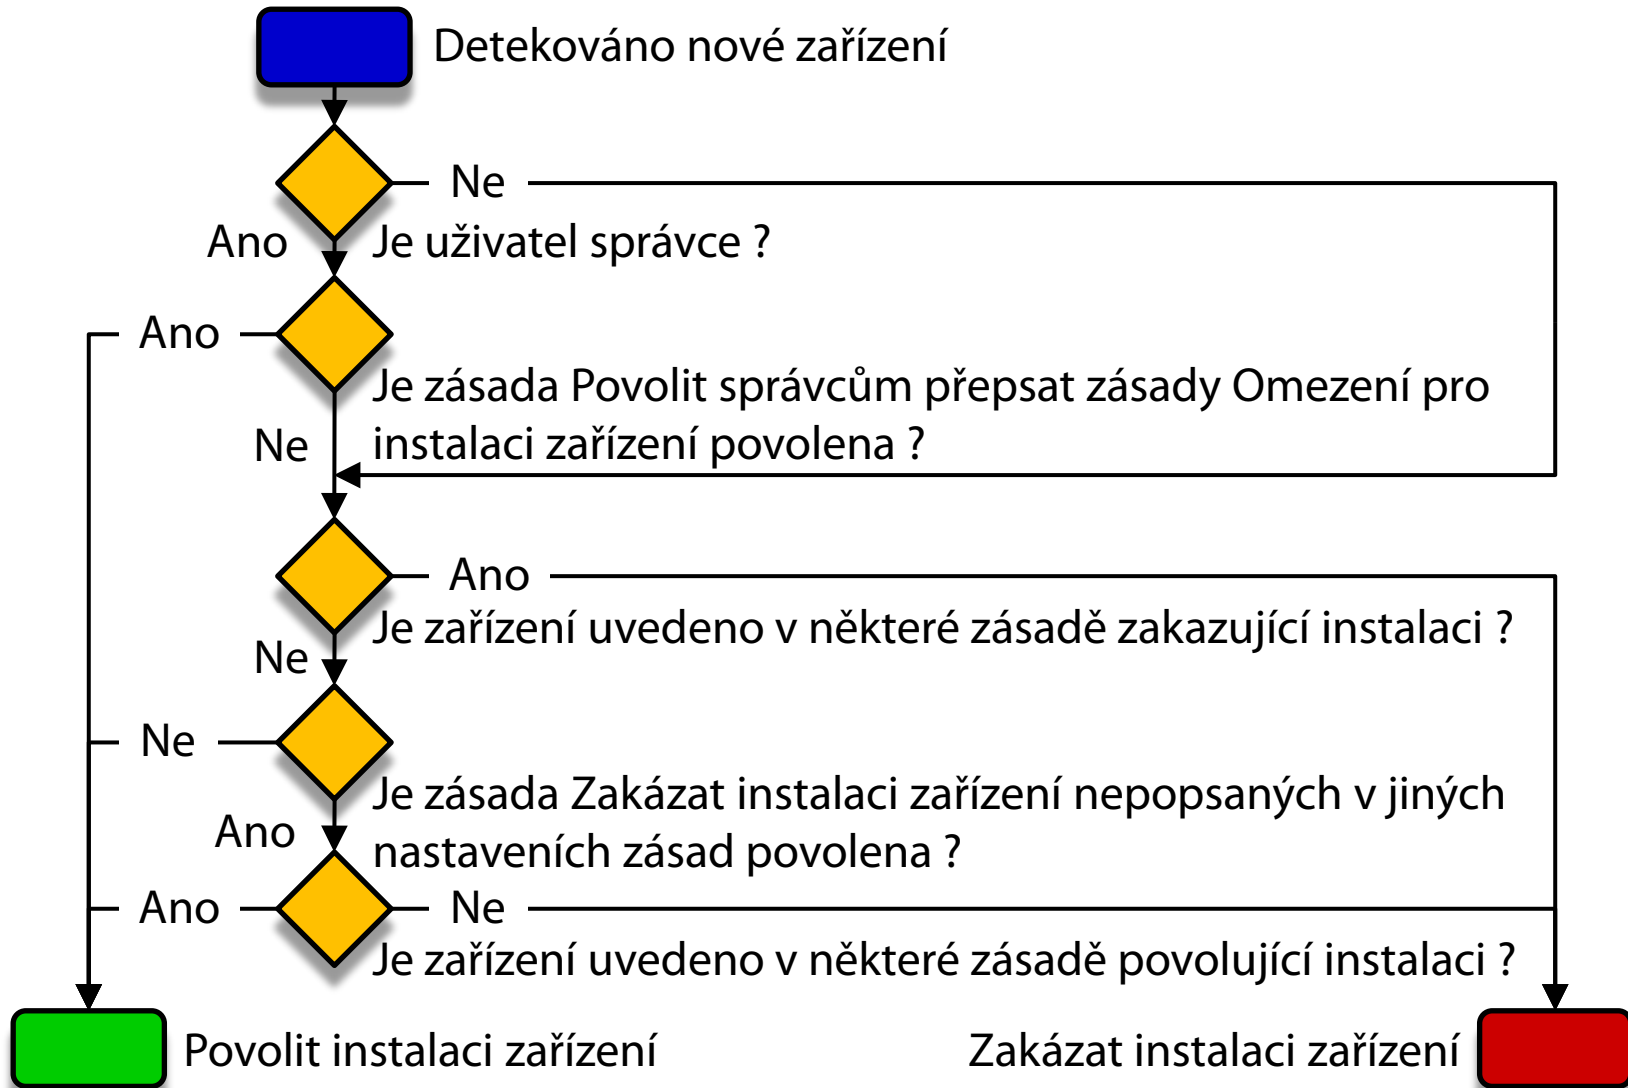 Detekováno nové zařízení
Ne
Ano
Je uživatel správce ?
Ano
Je zásada Povolit správcům přepsat zásady Omezení pro
instalaci zařízení povolena ?
Ne
Ano
Je zařízení uvedeno v některé zásadě zakazující instalaci ?
Ne
Ne
Je zásada Zakázat instalaci zařízení nepopsaných v jiných
nastaveních zásad povolena ?
Ano
Ano
Ne
Je zařízení uvedeno v některé zásadě povolující instalaci ?
Povolit instalaci zařízení
Zakázat instalaci zařízení